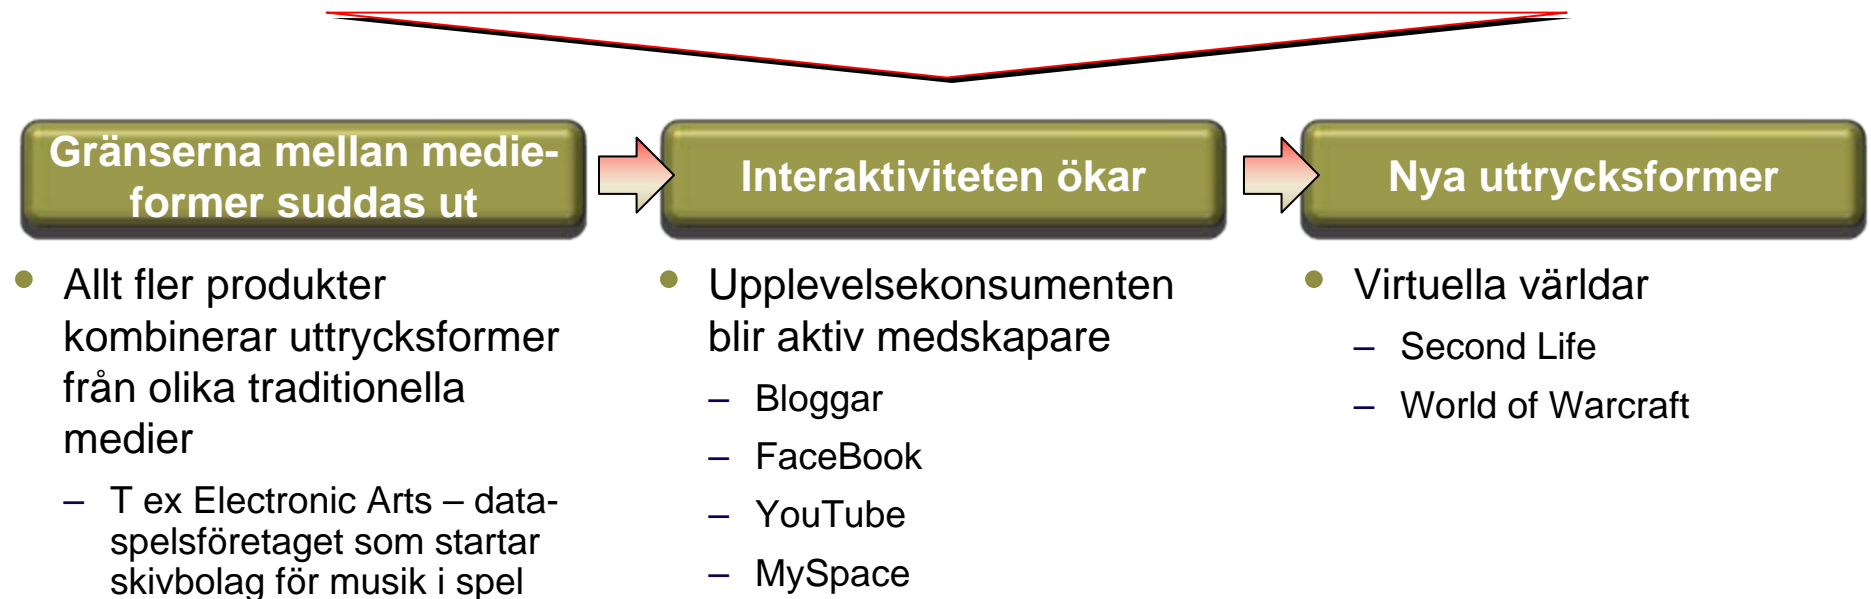 Gränserna mellan medie-
former suddas ut
Interaktiviteten ökar
Nya uttrycksformer
• Allt fler produkter
kombinerar uttrycksformer
från olika traditionella
medier
– T ex Electronic Arts – data-
spelsföretaget som startar
skivbolag för musik i spel
• Upplevelsekonsumenten
blir aktiv medskapare
– Bloggar
– FaceBook
– YouTube
– MySpace
• Virtuella världar
– Second Life
– World of Warcraft